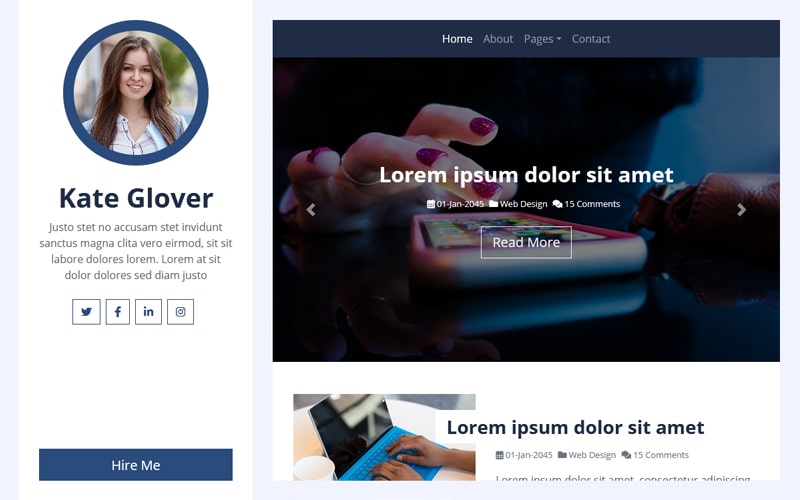 Kate Glover
Justo stet no accusam stet invidunt
sanctus magna clita vero eirmod, sit sit
labore dolores lorem. Lorem at sit
dolor dolores sed diam justo
Hire Me
Home About Pages Contact
Lorem ipsum dolor sit amet
01-Jan-2045 Web Design 15 Comments
Read More
Lorem ipsum dolor sit amet
01-Jan-2045 Web Design 15 Comments
Lorem ipsum dolor sit amet, consectetur adipiscing